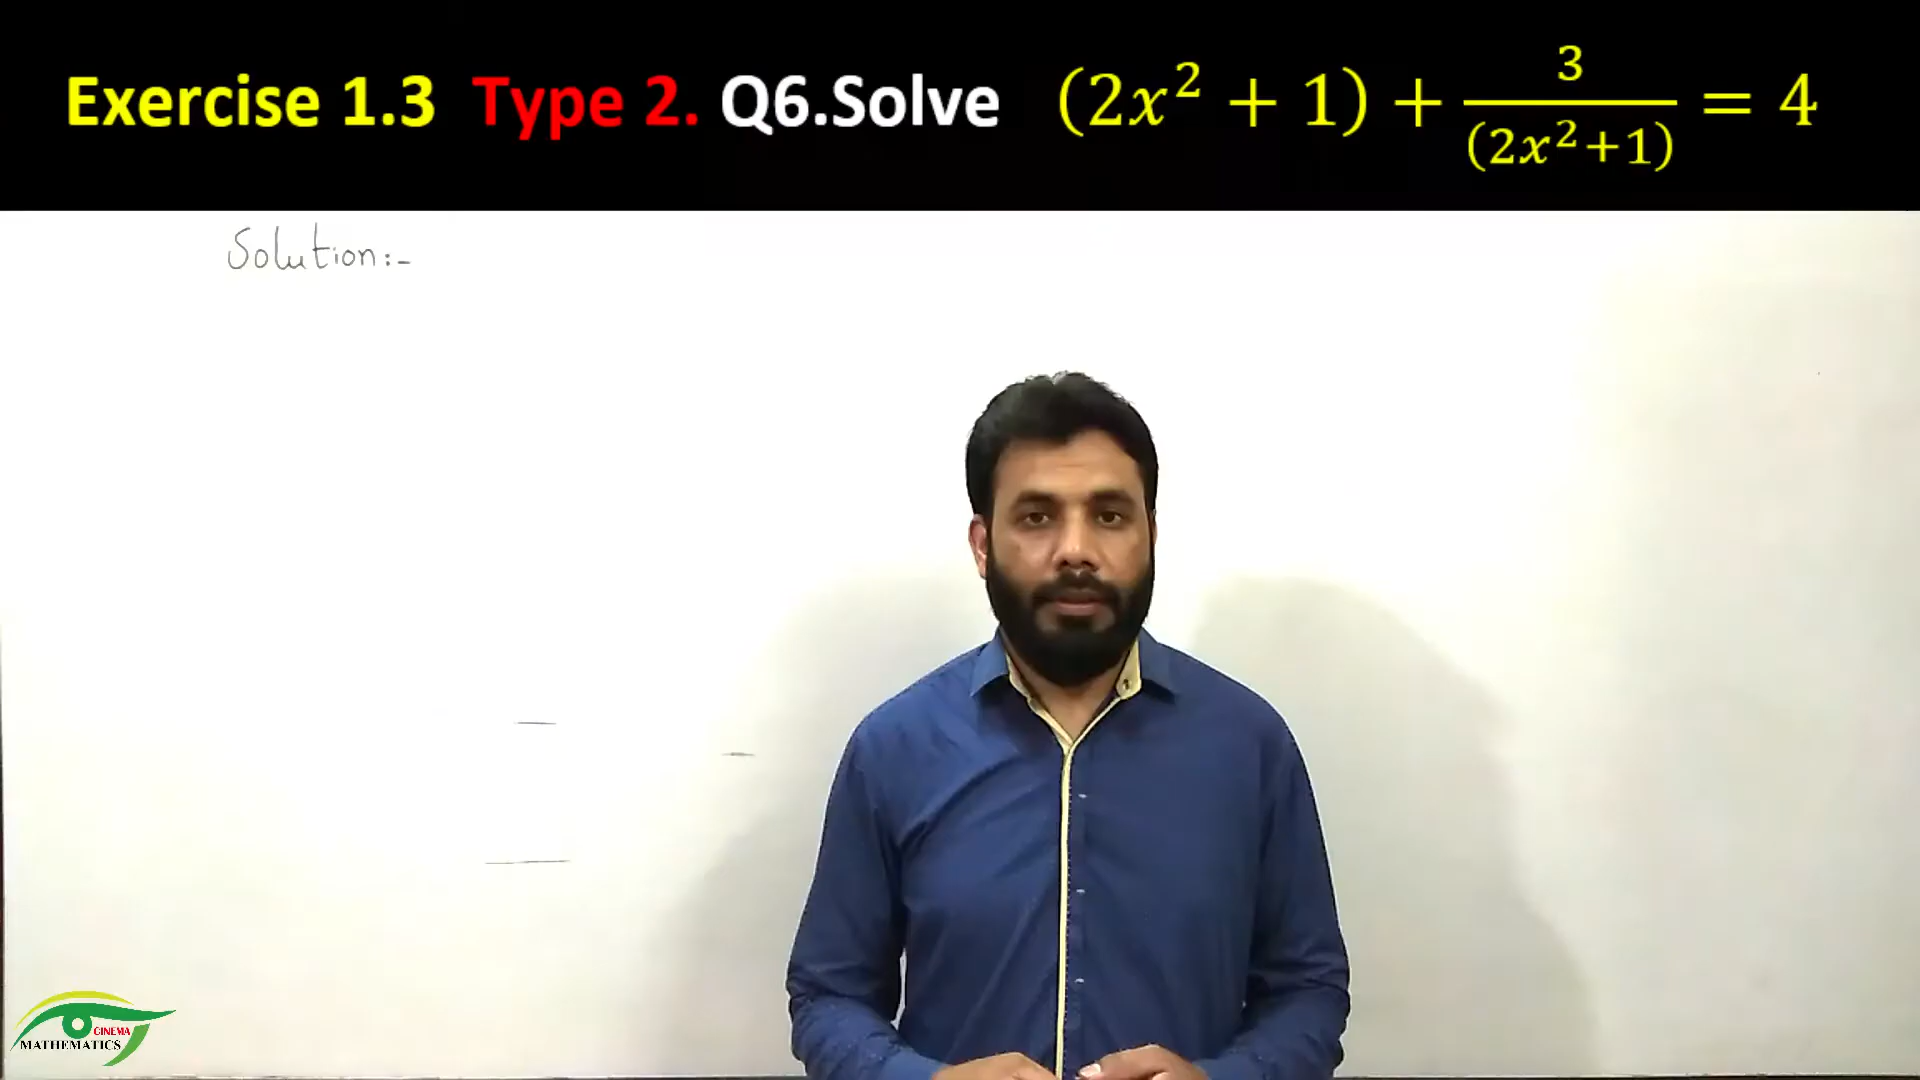 Exercise 1.3 Type 2. Q6.Solve (2x² + 1) + 3/(2x²+1) = 4
Solution:-
CINEMA
MATHEMATICS